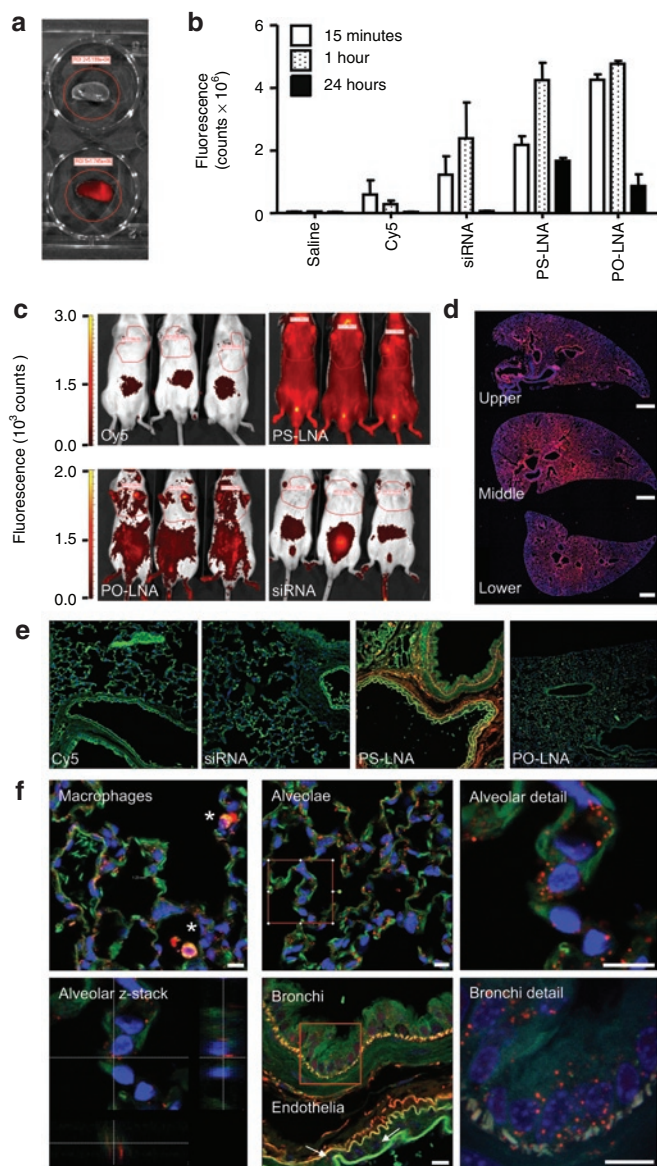 a
b
Fluorescence
(counts × 10⁶)
6
4
2
0
15 minutes
1 hour
24 hours
Saline
Cy5
siRNA
PS-LNA
PO-LNA
c
Fluorescence (10³ counts)
3.0
1.5
0.0
2.0
1.5
0.0
Cy5
PS-LNA
PO-LNA
siRNA
d
Upper
Middle
Lower
e
Cy5
siRNA
PS-LNA
PO-LNA
f
Macrophages
*
*
Alveolae
Alveolar detail
Alveolar z-stack
Bronchi
Endothelia
Bronchi detail